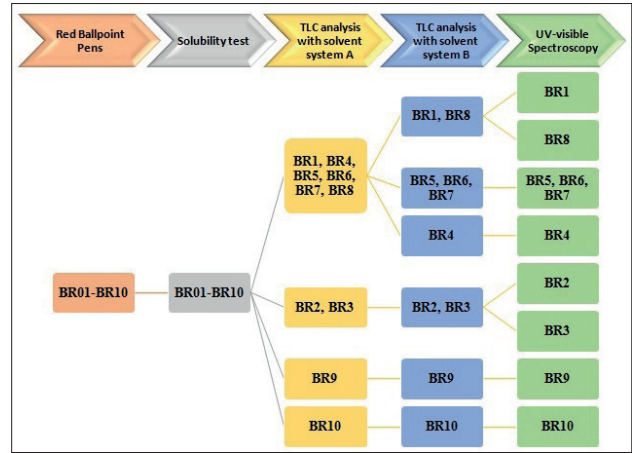 Red Ballpoint
Pens
Solubility test
TLC analysis
with solvent
system A
TLC analysis
with solvent
system B
UV-visible
Spectroscopy
BR01-BR10
BR01-BR10
BR1, BR4,
BR5, BR6,
BR7, BR8
BR2, BR3
BR9
BR10
BR1, BR8
BR5, BR6,
BR7
BR4
BR2, BR3
BR9
BR10
BR1
BR8
BR5, BR6,
BR7
BR4
BR2
BR3
BR9
BR10